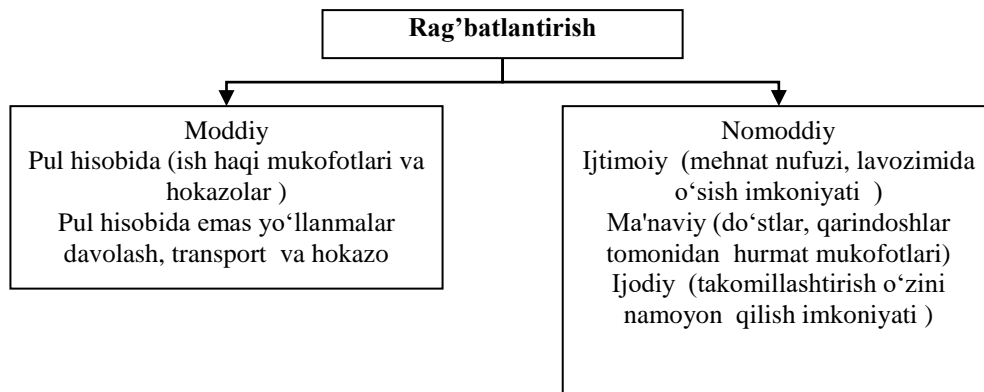 Rag’batlantirish
Moddiy
Pul hisobida (ish haqi mukofotlari va
hokazolar )
Pul hisobida emas yo‘llanmalar
davolash, transport va hokazo
Nomoddiy
Ijtimoiy (mehnat nufuzi, lavozimida
o‘sish imkoniyati )
Ma'naviy (do‘stlar, qarindoshlar
tomonidan hurmat mukofotlari)
Ijodiy (takomillashtirish o‘zini
namoyon qilish imkoniyati )